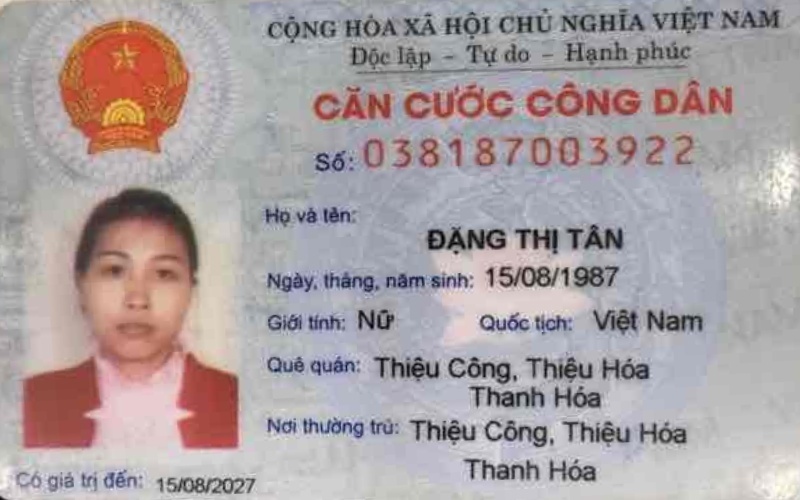 CỘNG HÒA XÃ HỘI CHỦ NGHĨA VIỆT NAM
Độc lập - Tự do - Hạnh phúc
CĂN CƯỚC CÔNG DÂN
Số: 038187003922
Họ và tên:
ĐẶNG THỊ TÂN
Ngày, tháng, năm sinh: 15/08/1987
Giới tính: Nữ Quốc tịch: Việt Nam
Quê quán: Thiệu Công, Thiệu Hóa
Thanh Hóa
Nơi thường trú: Thiệu Công, Thiệu Hóa
Thanh Hóa
Có giá trị đến: 15/08/2027